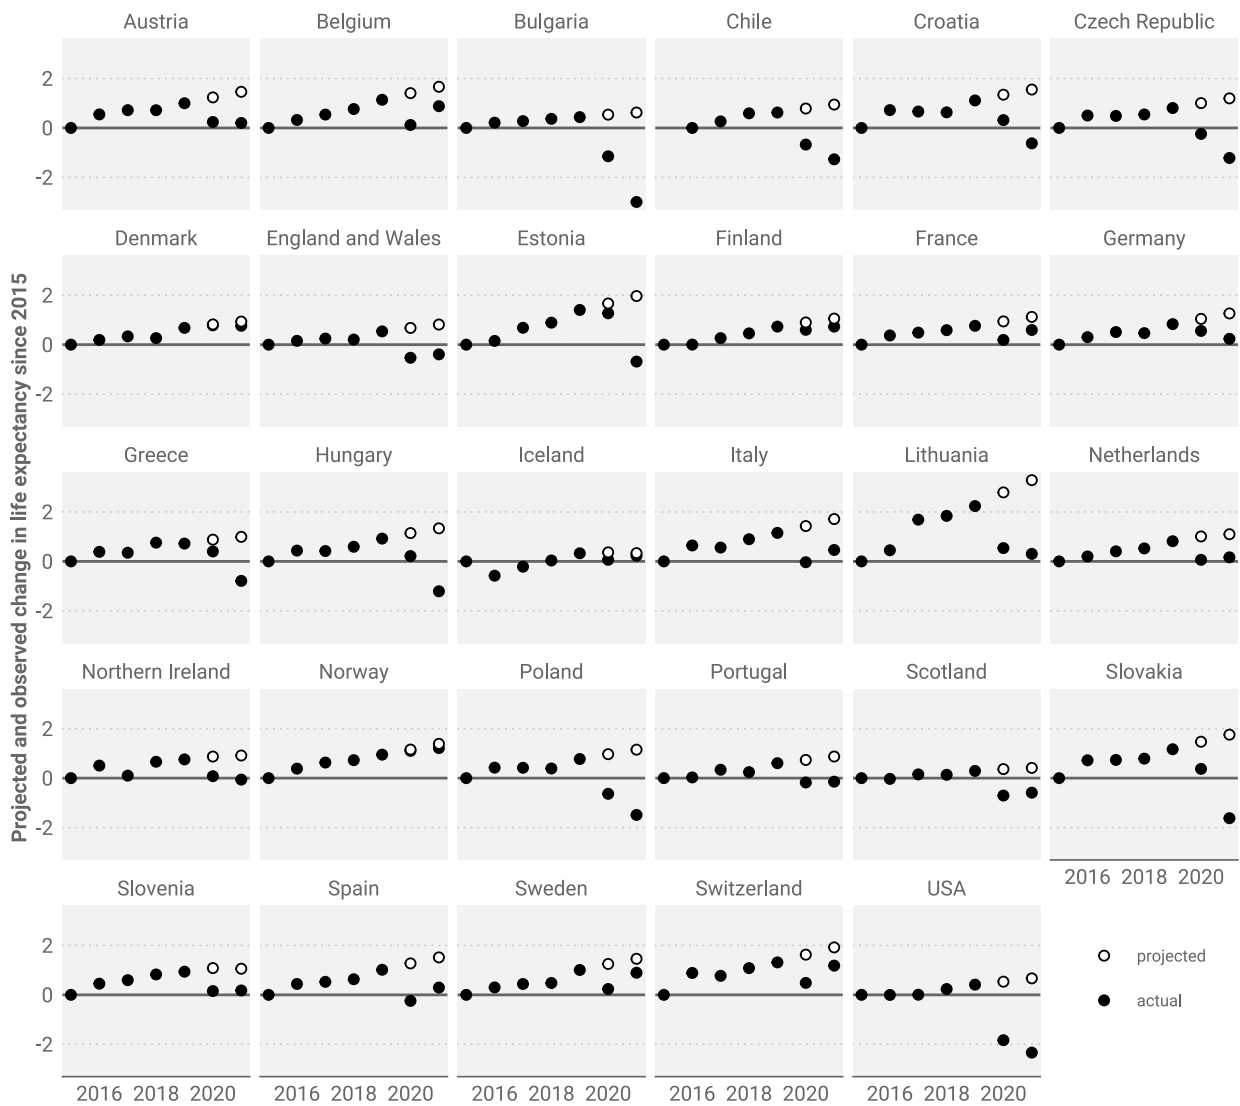 Projected and observed change in life expectancy since 2015
Austria Belgium Bulgaria Chile Croatia Czech Republic
2
0
-2
Denmark England and Wales Estonia Finland France Germany
2
0
-2
Greece Hungary Iceland Italy Lithuania Netherlands
2
0
-2
Northern Ireland Norway Poland Portugal Scotland Slovakia
2
0
-2
2016 2018 2020
Slovenia Spain Sweden Switzerland USA
2
0
-2
2016 2018 2020 2016 2018 2020 2016 2018 2020 2016 2018 2020 2016 2018 2020
projected
actual